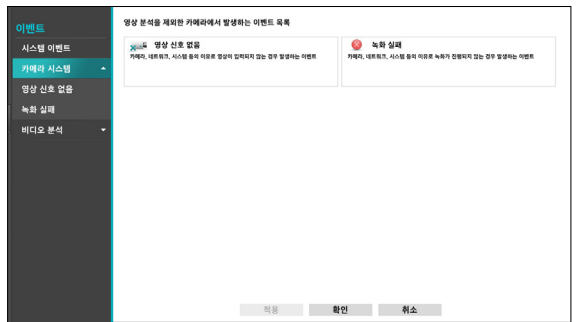 이벤트
시스템 이벤트
카메라 시스템
영상 신호 없음
녹화 실패
비디오 분석
영상 분석을 제외한 카메라에서 발생하는 이벤트 목록
영상 신호 없음
카메라, 네트워크, 시스템 등의 이유로 영상이 입력되지 않는 경우 발생하는 이벤트
녹화 실패
카메라, 네트워크, 시스템 등의 이유로 녹화가 진행되지 않는 경우 발생하는 이벤트
적용 확인 취소